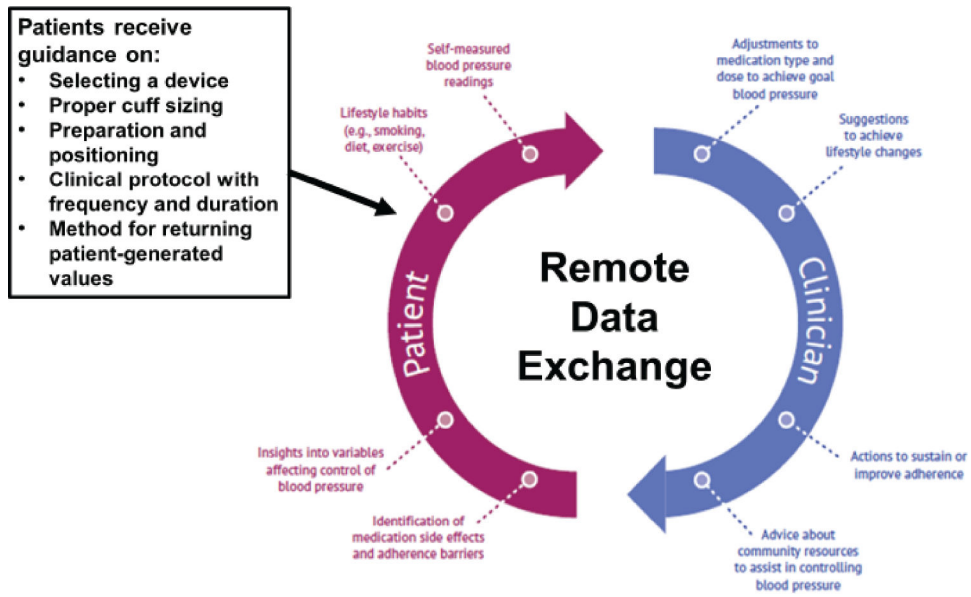 Patients receive
guidance on:
• Selecting a device
• Proper cuff sizing
• Preparation and
positioning
• Clinical protocol with
frequency and duration
• Method for returning
patient-generated
values
Self-measured
blood pressure
readings
Lifestyle habits
(e.g., smoking,
diet, exercise)
Patient
Insights into variables
affecting control of
blood pressure
Identification of
medication side effects
and adherence barriers
Remote
Data
Exchange
Adjustments to
medication type and
dose to achieve goal
blood pressure
Suggestions
to achieve
lifestyle changes
Clinician
Actions to sustain or
improve adherence
Advice about
community resources
to assist in controlling
blood pressure